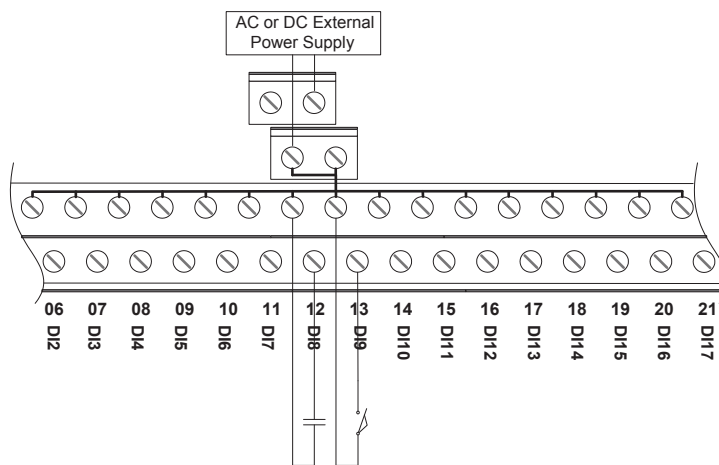 AC or DC External
Power Supply
06 07 08 09 10 11 12 13 14 15 16 17 18 19 20 21
DI2 DI3 DI4 DI5 DI6 DI7 DI8 DI9 DI10 DI11 DI12 DI13 DI14 DI15 DI16 DI17